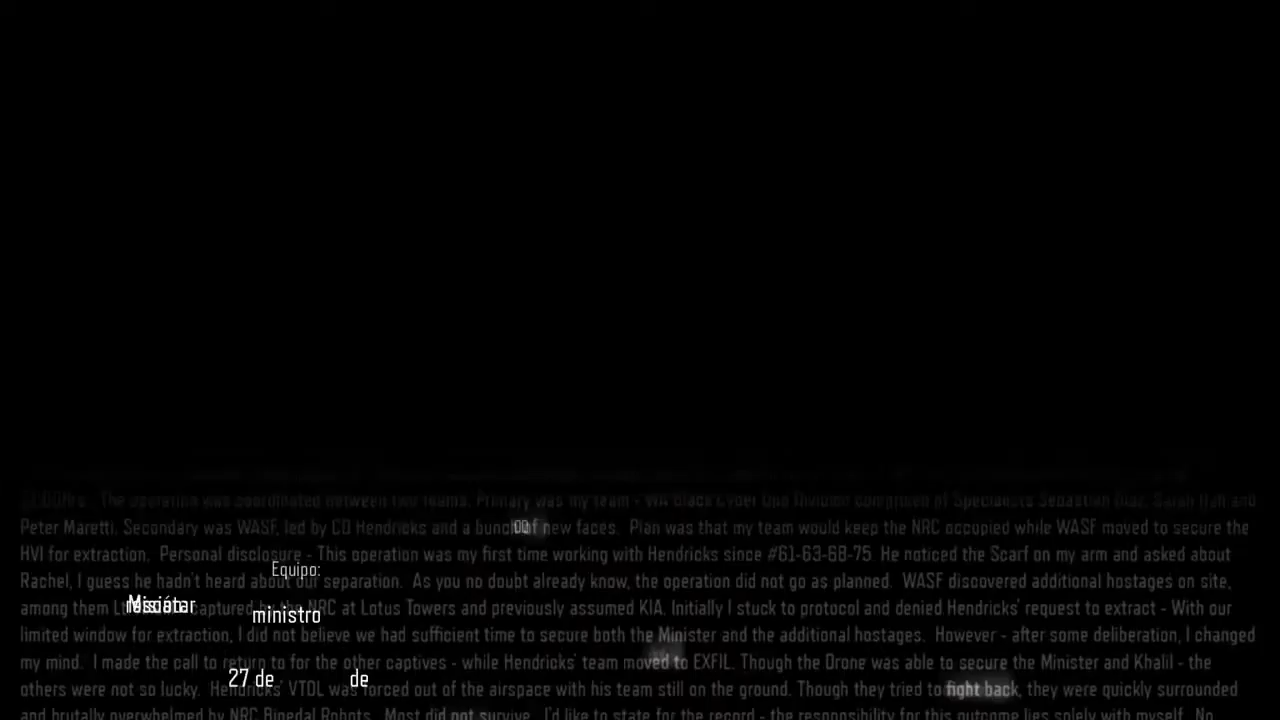 The operation was coordinated between two teams. Primary was my team - WA Black Cyber Ops Division comprised of Specialists Sebastian Diaz, Sarah Hall and
Peter Maretti. Secondary was WASF, led by CD Hendricks and a bunch of new faces. Plan was that my team would keep the NRC occupied while WASF moved to secure the
HVI for extraction. Personal disclosure - This operation was my first time working with Hendricks since #61-63-68-75. He noticed the Scarf on my arm and asked about
Equipo:
Rachel, I guess he hadn't heard about our separation. As you no doubt already know, the operation did not go as planned. WASF discovered additional hostages on site,
among them Lt captured by the NRC at Lotus Towers and previously assumed KIA. Initially I stuck to protocol and denied Hendricks' request to extract - With our
ministro
limited window for extraction, I did not believe we had sufficient time to secure both the Minister and the additional hostages. However - after some deliberation, I changed
my mind. I made the call to return to for the other captives - while Hendricks' team moved to EXFIL. Though the Drone was able to secure the Minister and Khalil - the
27 de de
others were not so lucky. Hendricks' VTOL was forced out of the airspace with his team still on the ground. Though they tried to fight back, they were quickly surrounded
and brutally overwhelmed by NRC Bipedal Robots. Most did not survive. I'd like to state for the record - the responsibility for this outcome lies solely with myself. No